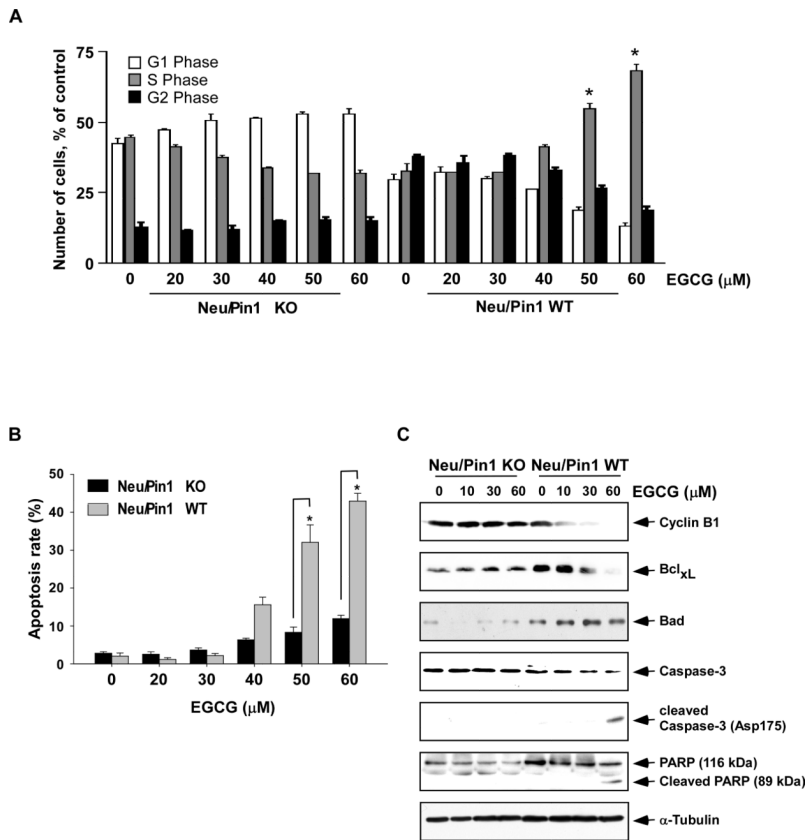 A
75
50
25
0
Number of cells, % of control
G1 Phase
S Phase
G2 Phase
*
*
0 20 30 40 50 60 0 20 30 40 50 60 EGCG (μM)
Neu/Pin1 KO Neu/Pin1 WT
B
50
40
30
20
10
0
Apoptosis rate (%)
Neu/Pin1 KO
Neu/Pin1 WT
*
*
0 20 30 40 50 60
EGCG (μM)
C
Neu/Pin1 KO Neu/Pin1 WT
0 10 30 60 0 10 30 60 EGCG (μM)
Cyclin B1
BclxL
Bad
Caspase-3
cleaved
Caspase-3 (Asp175)
PARP (116 kDa)
Cleaved PARP (89 kDa)
α-Tubulin